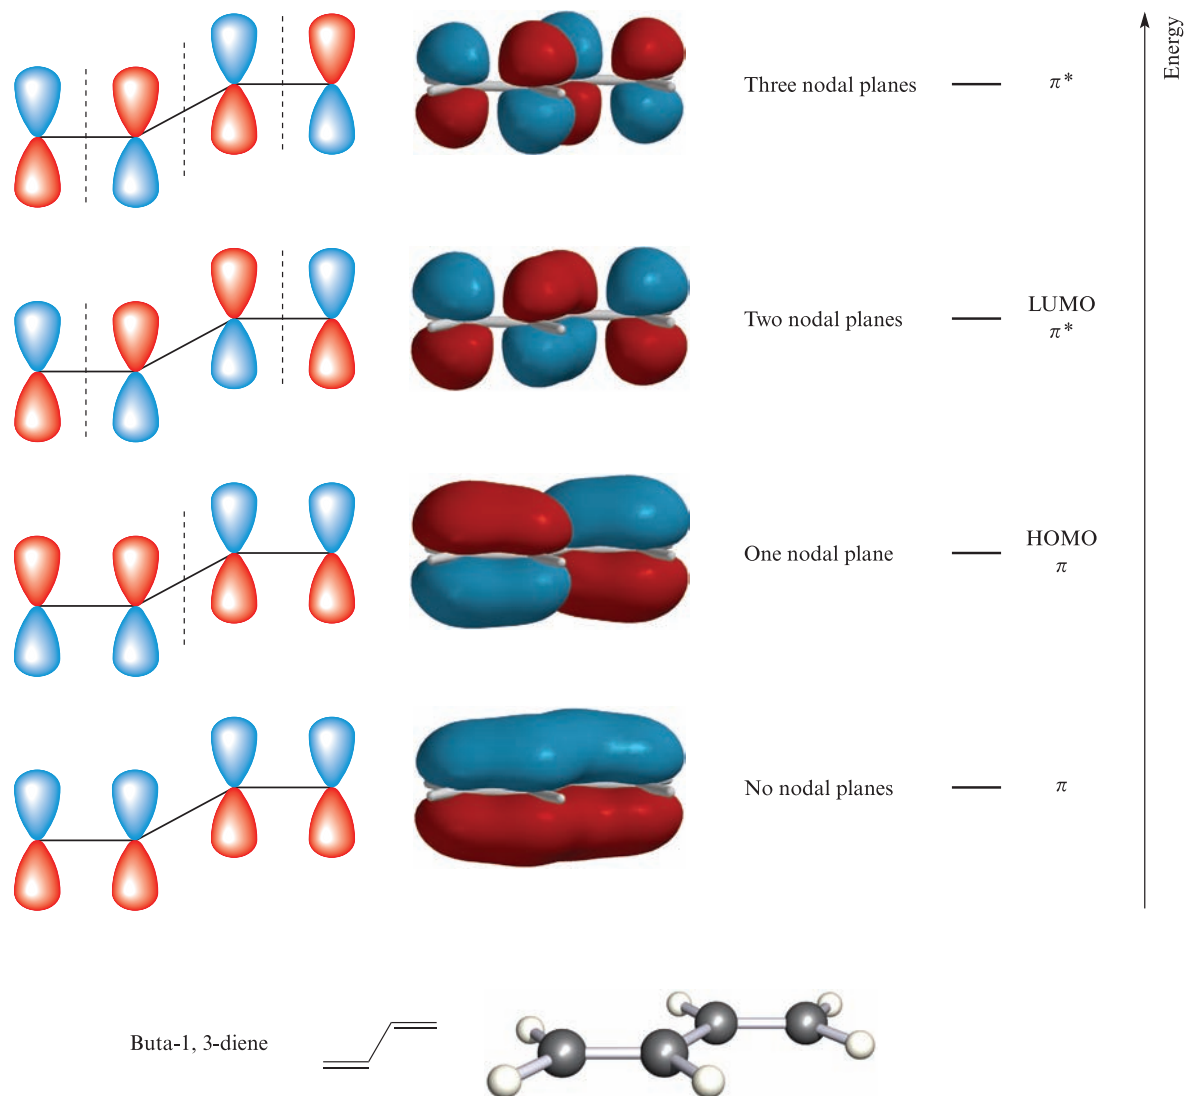 Energy
Three nodal planes π*
Two nodal planes LUMO
π*
One nodal plane HOMO
π
No nodal planes π
Buta-1, 3-diene